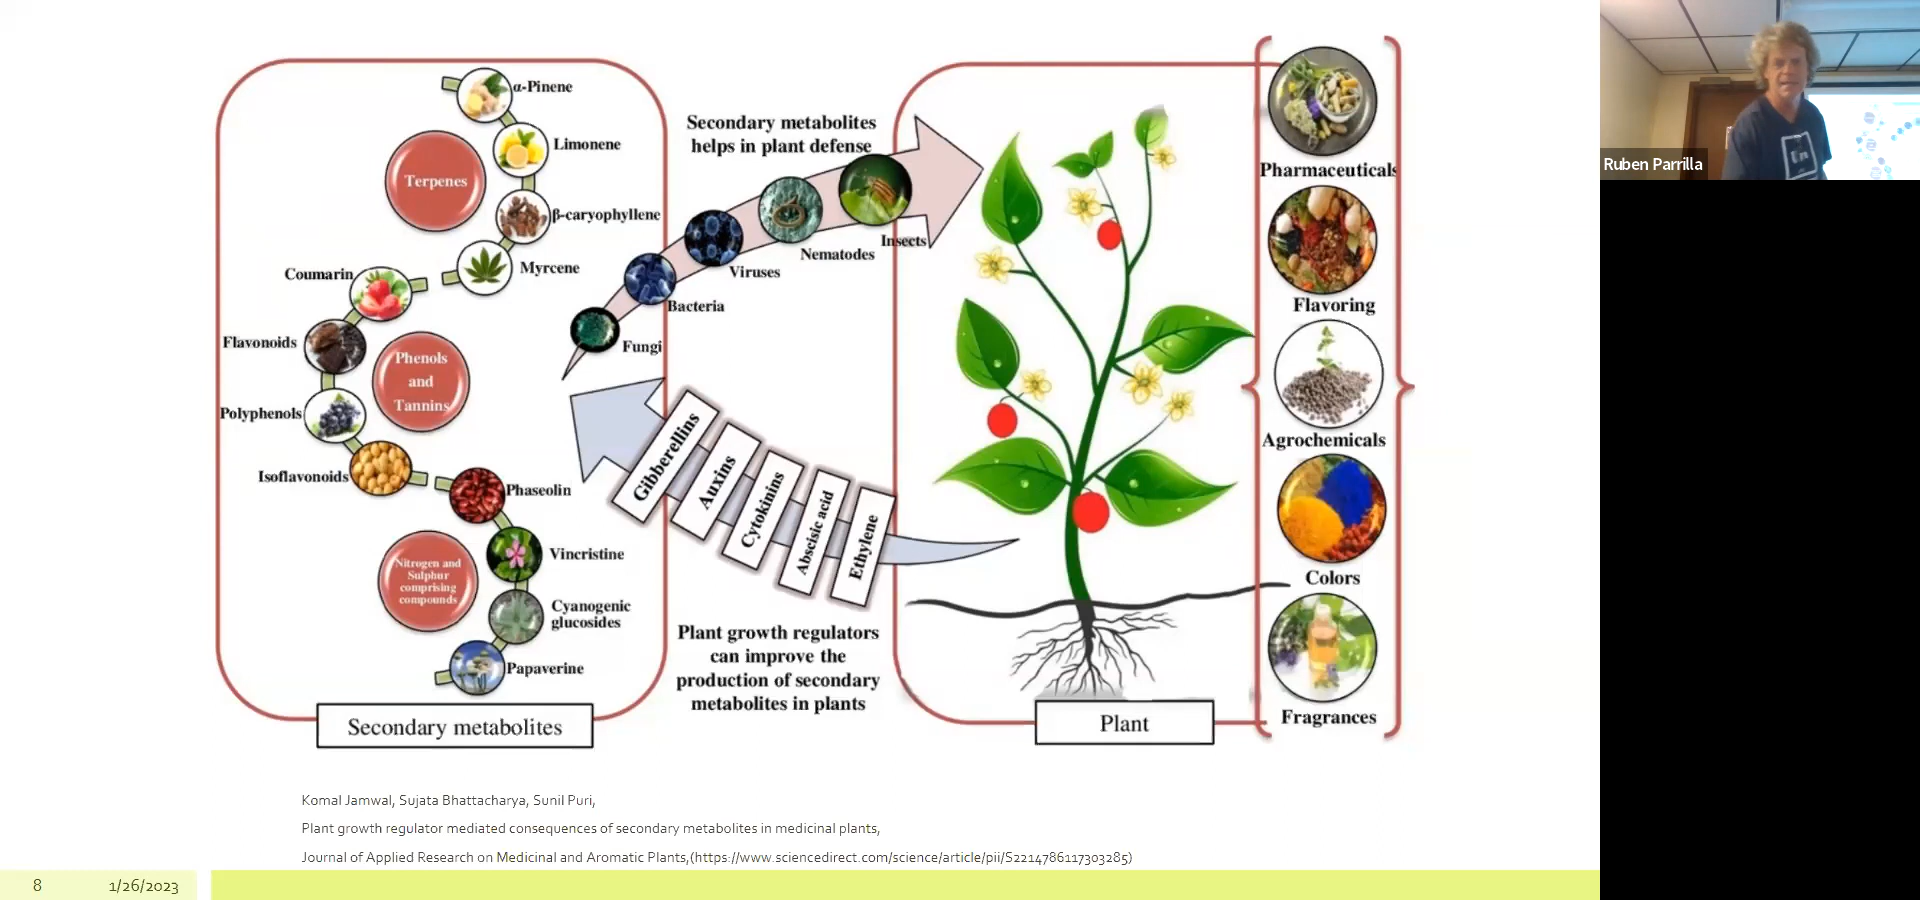 α-Pinene
Limonene
Terpenes
β-caryophyllene
Myrcene
Coumarin
Flavonoids
Phenols
and
Tannins
Polyphenols
Isoflavonoids
Phaseolin
Vincristine
Nitrogen and
Sulphur
comprising
compounds
Cyanogenic
glucosides
Papaverine
Secondary metabolites
Secondary metabolites
helps in plant defense
Fungi
Bacteria
Viruses
Nematodes
Insects
Gibberellins
Auxins
Cytokinins
Abscisic acid
Ethylene
Plant growth regulators
can improve the
production of secondary
metabolites in plants
Plant
Pharmaceuticals
Flavoring
Agrochemicals
Colors
Fragrances
Komal Jamwal, Sujata Bhattacharya, Sunil Puri,
Plant growth regulator mediated consequences of secondary metabolites in medicinal plants,
Journal of Applied Research on Medicinal and Aromatic Plants,(https://www.sciencedirect.com/science/article/pii/S2214786117303285)
8
1/26/2023
Ruben Parrilla